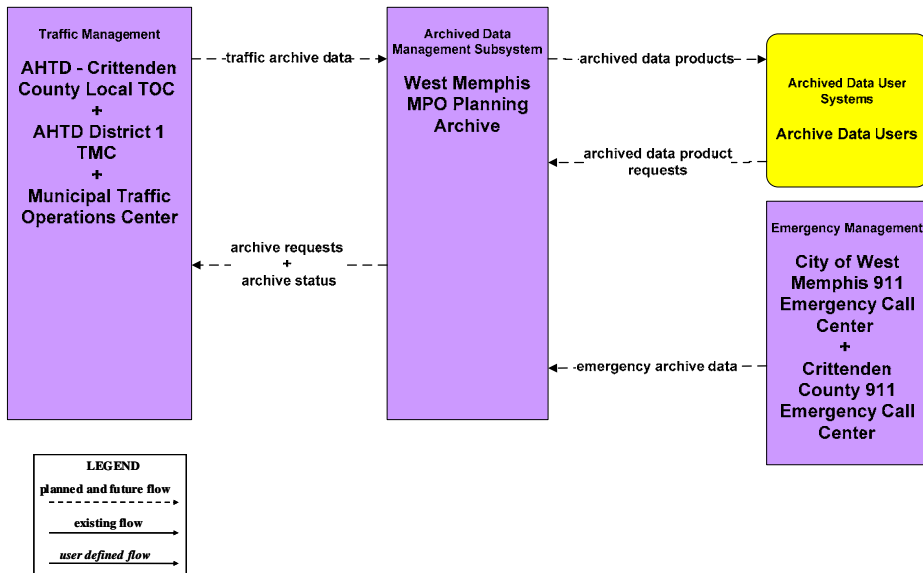 Traffic Management
AHTD - Crittenden
County Local TOC
+
AHTD District 1
TMC
+
Municipal Traffic
Operations Center
traffic archive data
archive requests
+
archive status
Archived Data
Management Subsystem
West Memphis
MPO Planning
Archive
archived data products
archived data product
requests
emergency archive data
Archived Data User
Systems
Archive Data Users
Emergency Management
City of West
Memphis 911
Emergency Call
Center
+
Crittenden
County 911
Emergency Call
Center
LEGEND
planned and future flow
existing flow
user defined flow